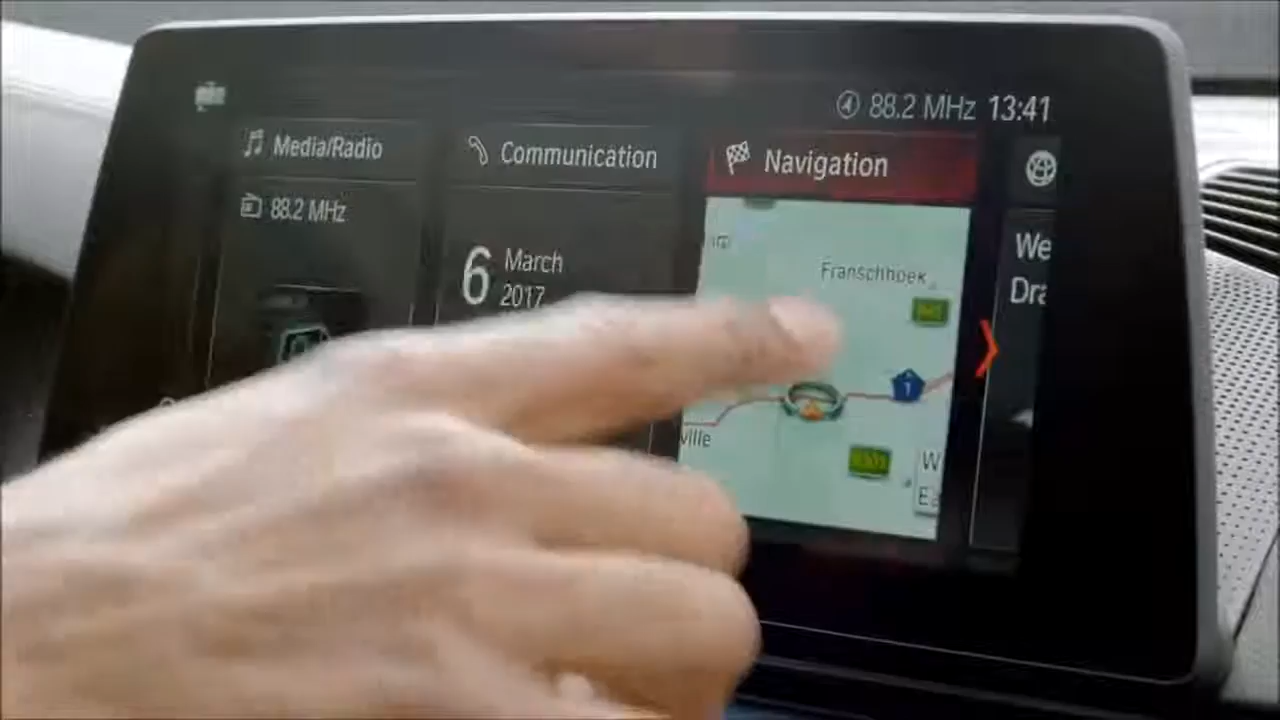 88.2 MHz 13:41
Media/Radio
Communication
Navigation
88.2 MHz
6
March
2017
Franschhoek
1
ville
W
Ea
We
Dra